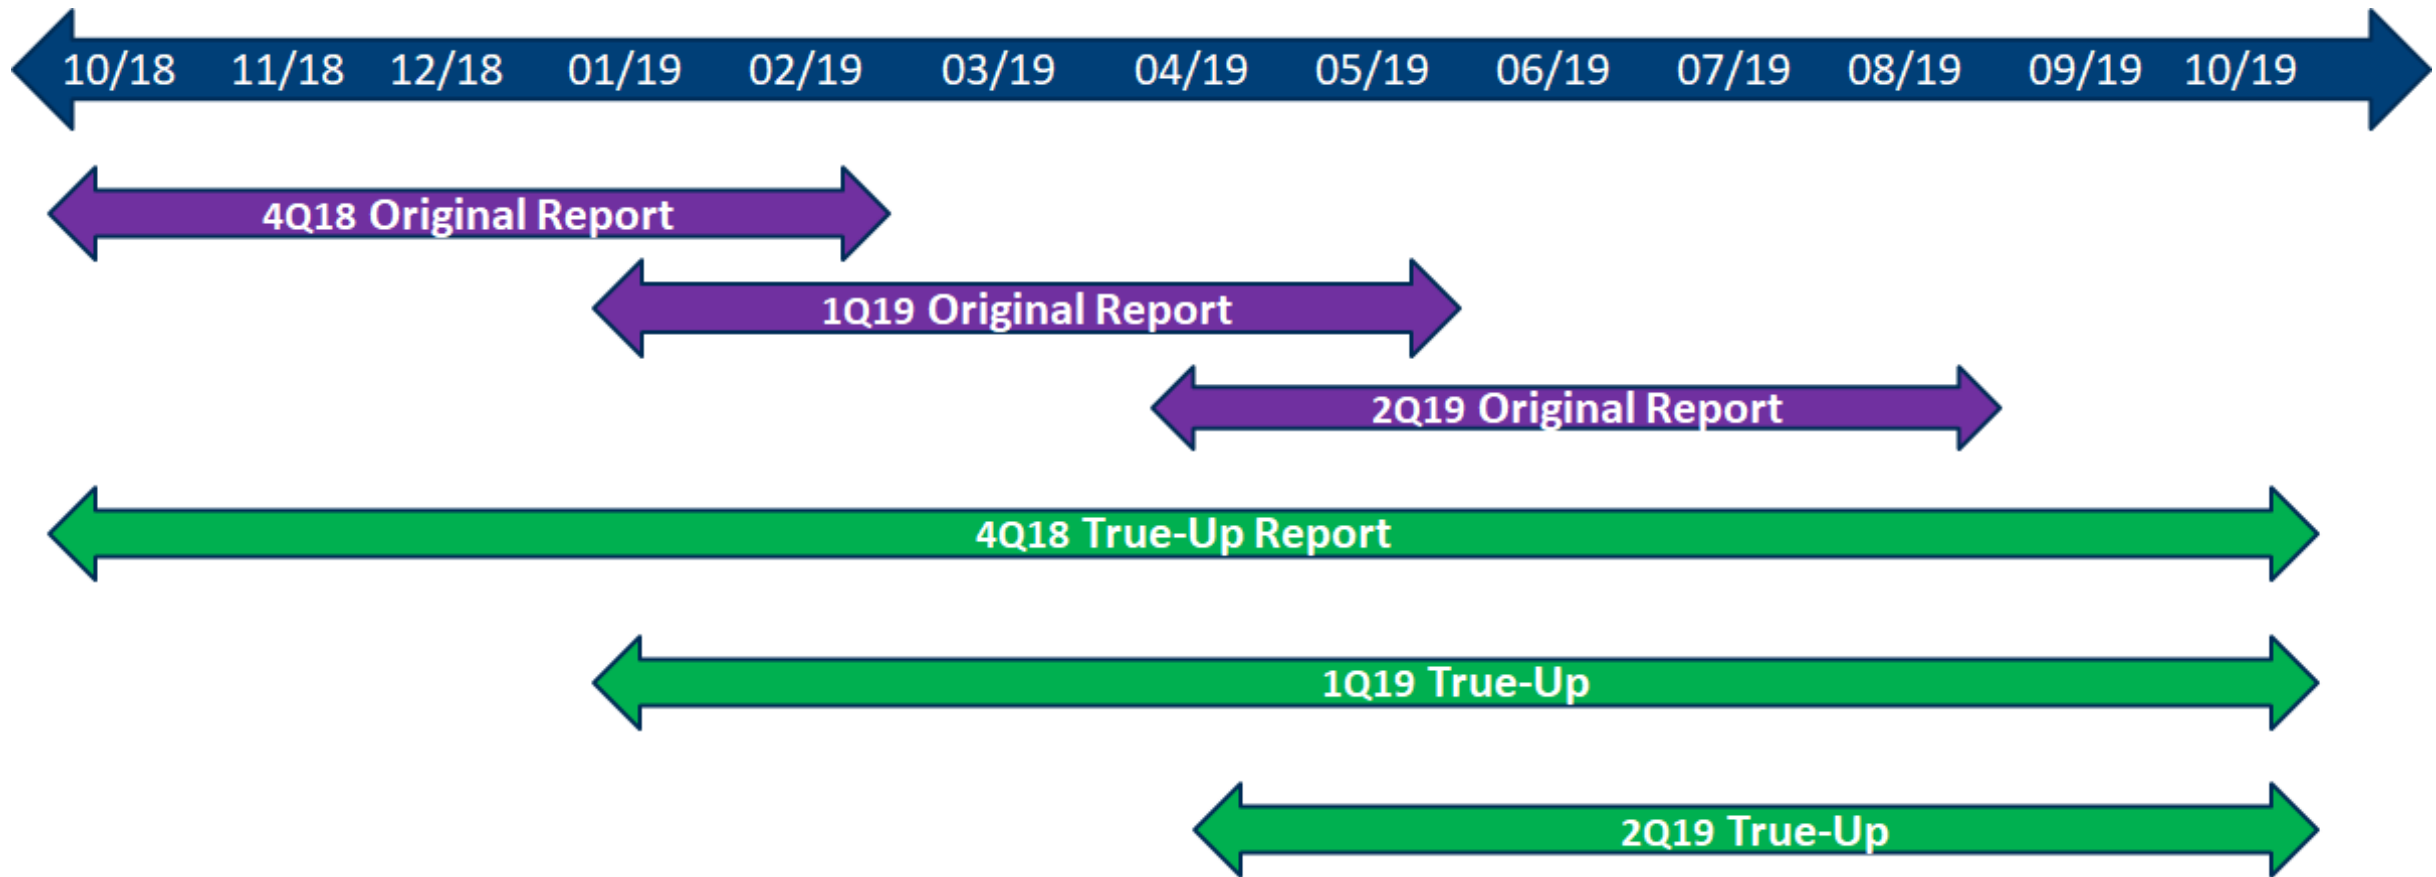 10/18 11/18 12/18 01/19 02/19 03/19 04/19 05/19 06/19 07/19 08/19 09/19 10/19
4Q18 Original Report
1Q19 Original Report
2Q19 Original Report
4Q18 True-Up Report
1Q19 True-Up
2Q19 True-Up